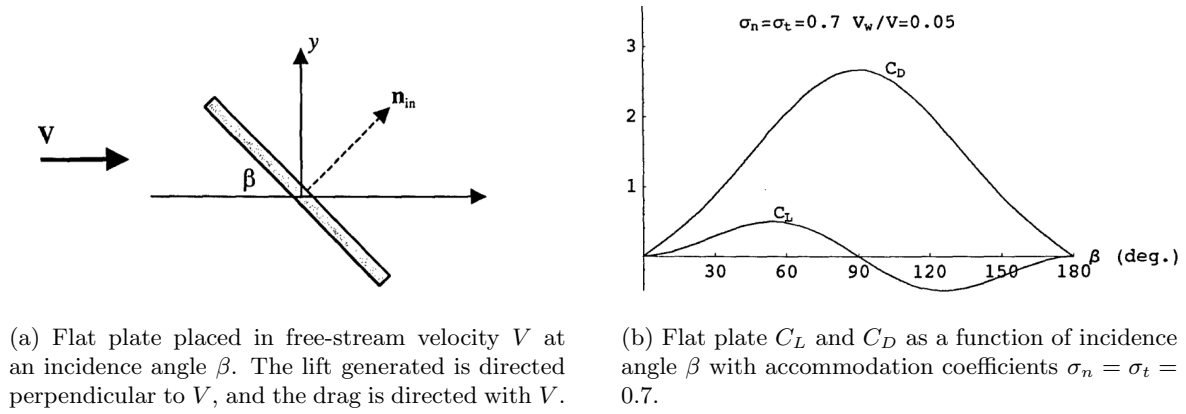 V
y
n_in
β
σ_n=σ_t=0.7 V_w/V=0.05
3
2
1
C_D
C_L
30 60 90 120 150 180 β (deg.)
(a) Flat plate placed in free-stream velocity V at
an incidence angle β. The lift generated is directed
perpendicular to V, and the drag is directed with V.
(b) Flat plate C_L and C_D as a function of incidence
angle β with accommodation coefficients σ_n = σ_t =
0.7.